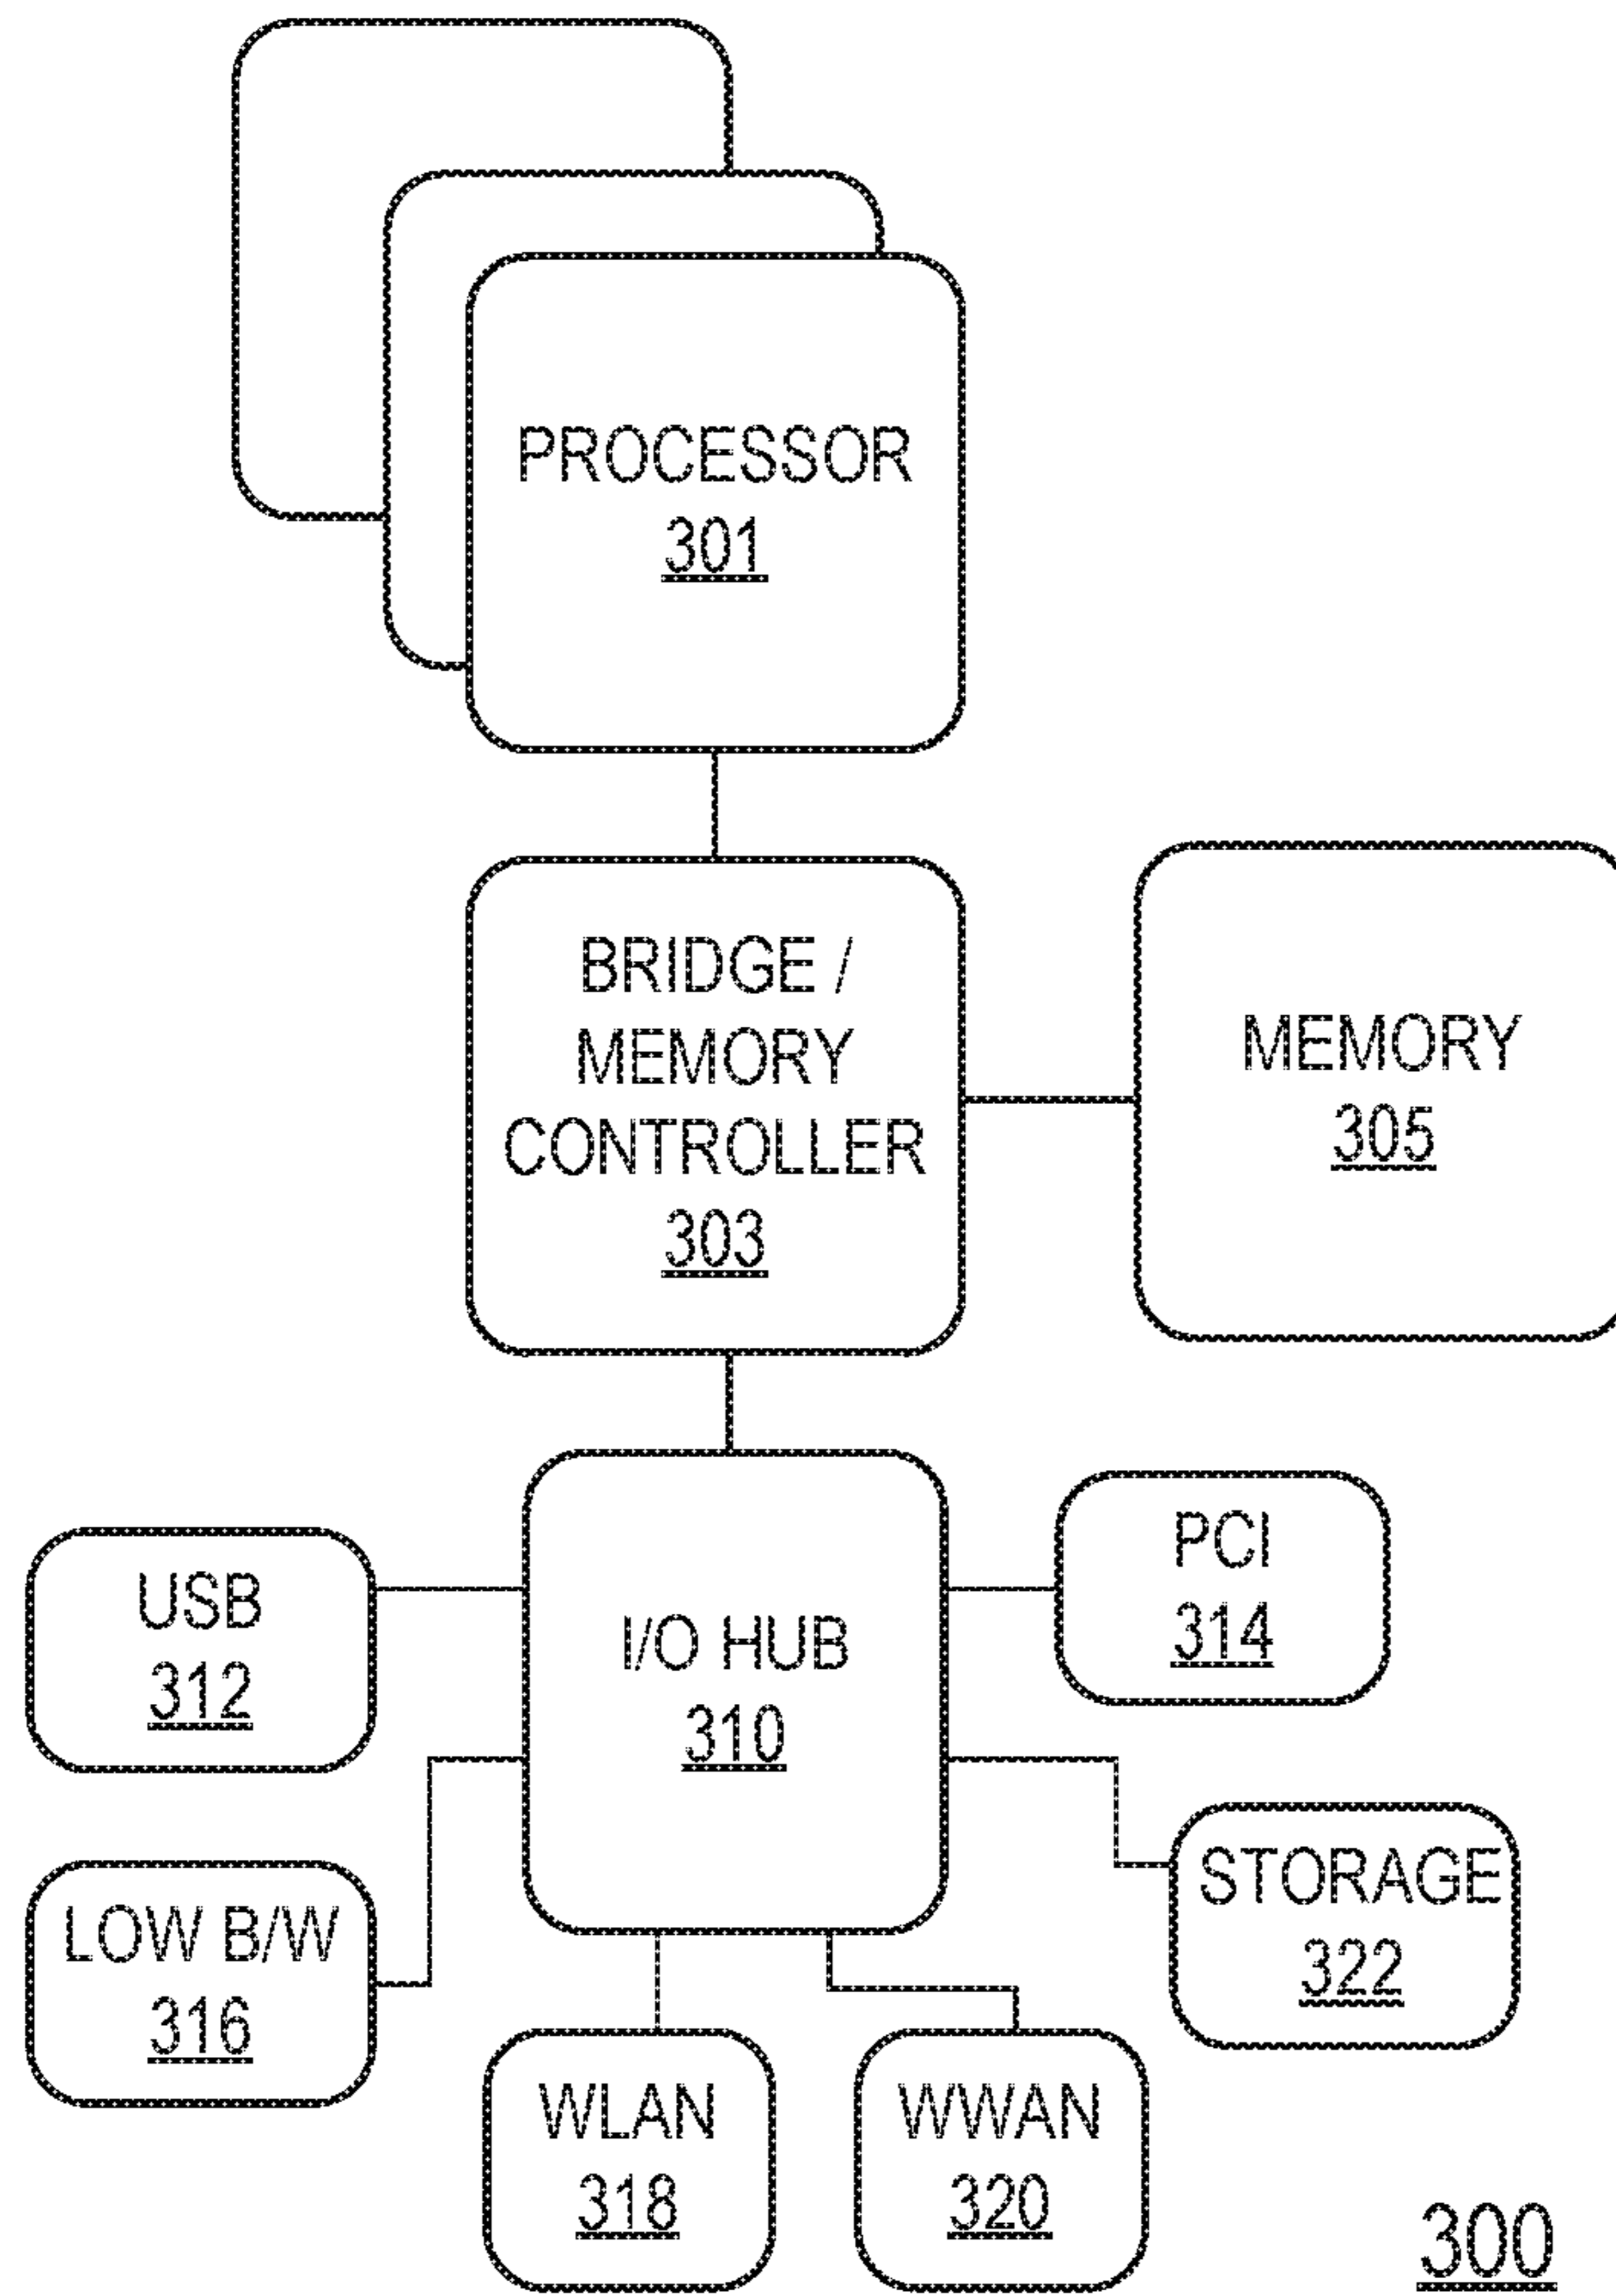 PROCESSOR
301
BRIDGE /
MEMORY
CONTROLLER
303
MEMORY
305
I/O HUB
310
USB
312
PCI
314
LOW B/W
316
STORAGE
322
WLAN
318
WWAN
320
300